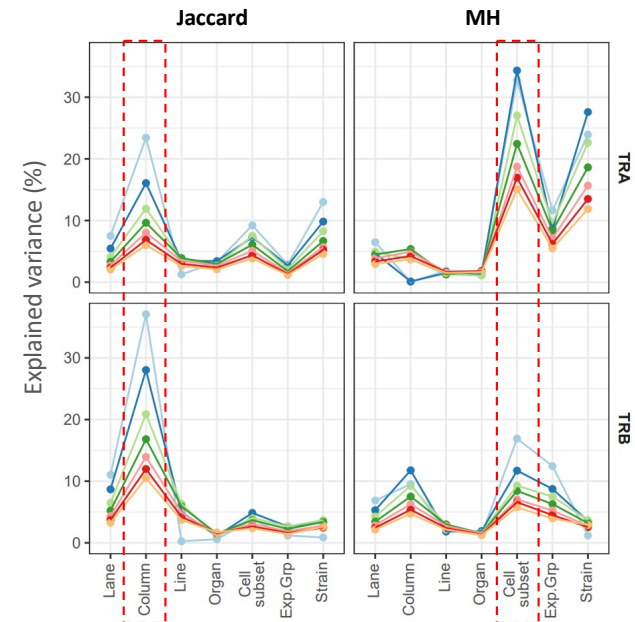 Jaccard
MH
Explained variance (%)
30
20
10
0
TRA
30
20
10
0
TRB
Lane
Column
Line
Organ
Cell
subset
Exp.Grp
Strain
Lane
Column
Line
Organ
Cell
subset
Exp.Grp
Strain